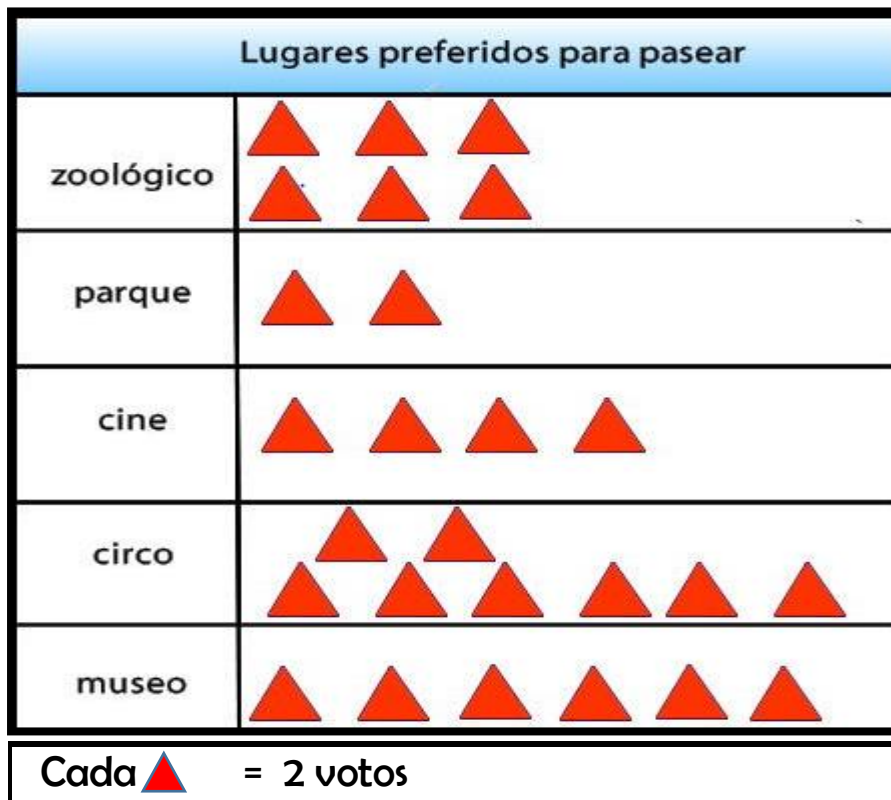 Lugares preferidos para pasear
zoológico
parque
cine
circo
museo
Cada = 2 votos